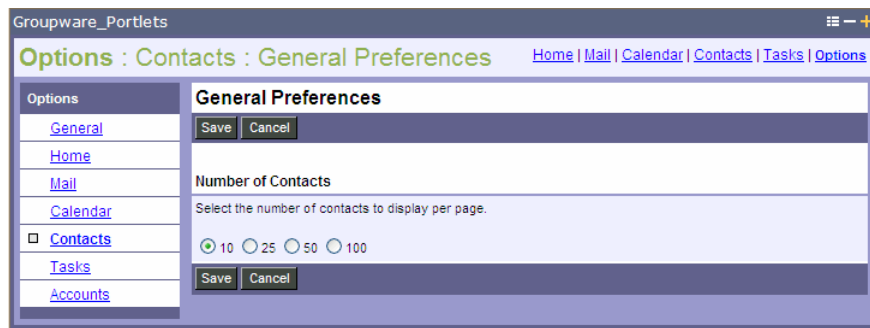 Groupware_Portlets
Options : Contacts : General Preferences
Home | Mail | Calendar | Contacts | Tasks | Options
Options
General
Home
Mail
Calendar
Contacts
Tasks
Accounts
General Preferences
Save Cancel
Number of Contacts
Select the number of contacts to display per page.
10 25 50 100
Save Cancel